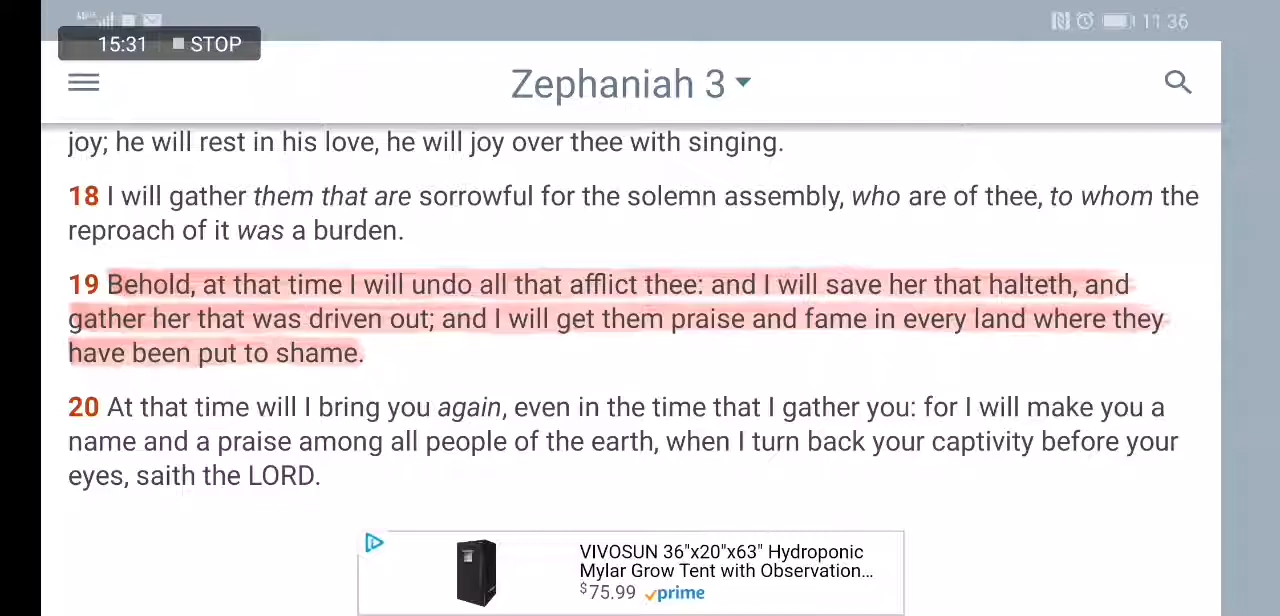 11 36
15:31 STOP
Zephaniah 3
joy; he will rest in his love, he will joy over thee with singing.
18 I will gather them that are sorrowful for the solemn assembly, who are of thee, to whom the
reproach of it was a burden.
19 Behold, at that time I will undo all that afflict thee: and I will save her that halteth, and
gather her that was driven out; and I will get them praise and fame in every land where they
have been put to shame.
20 At that time will I bring you again, even in the time that I gather you: for I will make you a
name and a praise among all people of the earth, when I turn back your captivity before your
eyes, saith the LORD.
VIVOSUN 36"x20"x63" Hydroponic
Mylar Grow Tent with Observation...
$75.99 prime